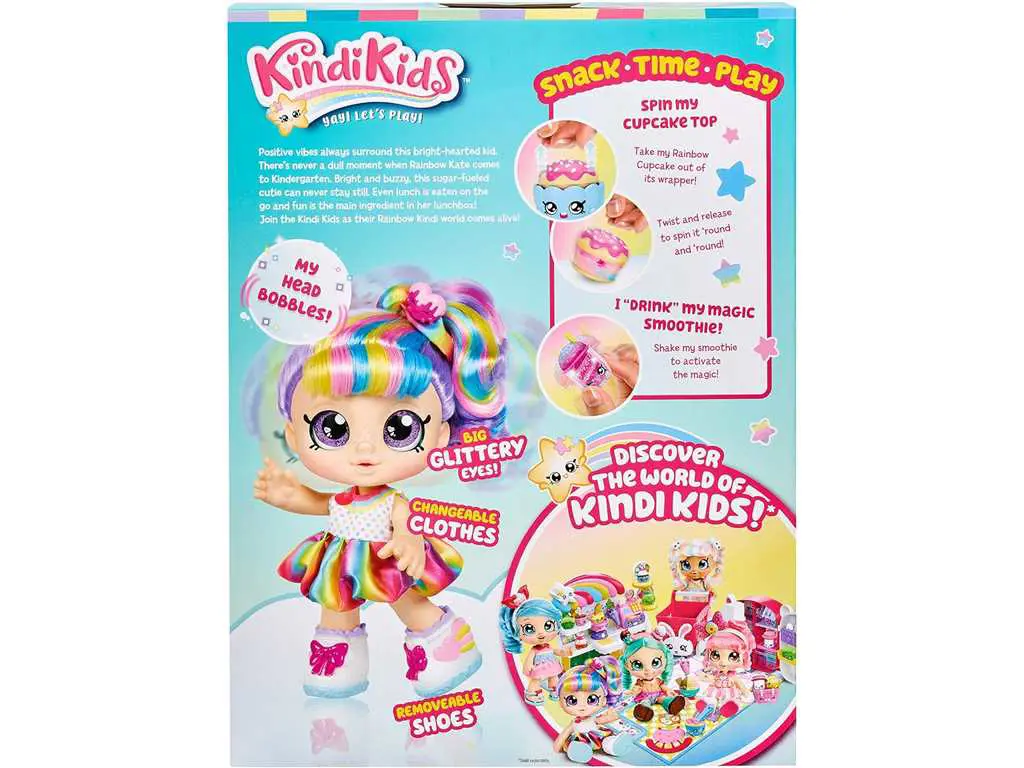 KindiKids™
YAY! Let's PLAY!
Positive vibes always surround this bright-hearted kid.
There's never a dull moment when Rainbow Kate comes
to Kindergarten. Bright and buzzy, this sugar-fueled
cutie can never stay still. Even lunch is eaten on the
go and fun is the main ingredient in her lunchbox!
Join the Kindi Kids as their Rainbow Kindi world comes alive!
MY
HEAD
BOBBLES!
BIG
GLITTERY
EYES!
CHANGEABLE
CLOTHES
REMOVEABLE
SHOES
SNACK • TIME • PLAY
SPIN MY
CUPCAKE TOP
Take my Rainbow
Cupcake out of
its wrapper!
Twist and release
to spin it 'round
and 'round!
I "DRINK" MY MAGIC
SMOOTHIE!
Shake my smoothie
to activate
the magic!
DISCOVER
THE WORLD OF
KINDI KIDS!*
*Sold separately.